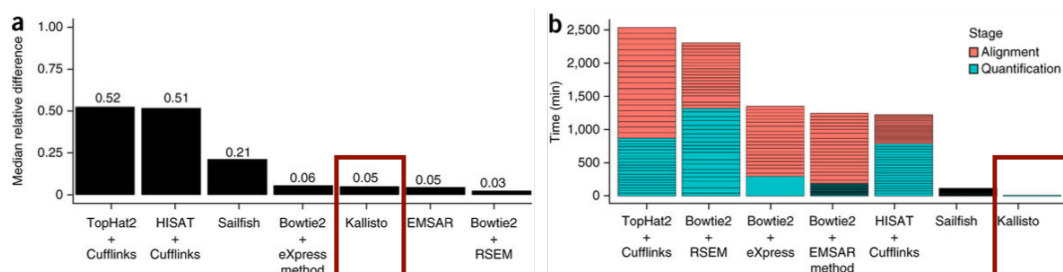 a
Median relative difference
1.00
0.75
0.50
0.25
0
0.52
0.51
0.21
0.06
0.05
0.05
0.03
TopHat2 + Cufflinks
HISAT + Cufflinks
Sailfish
Bowtie2 + eXpress method
Kallisto
EMSAR
Bowtie2 + RSEM
b
Time (min)
2,500
2,000
1,500
1,000
500
0
Stage
Alignment
Quantification
TopHat2 + Cufflinks
Bowtie2 + RSEM
Bowtie2 + eXpress
Bowtie2 + EMSAR method
HISAT + Cufflinks
Sailfish
Kallisto